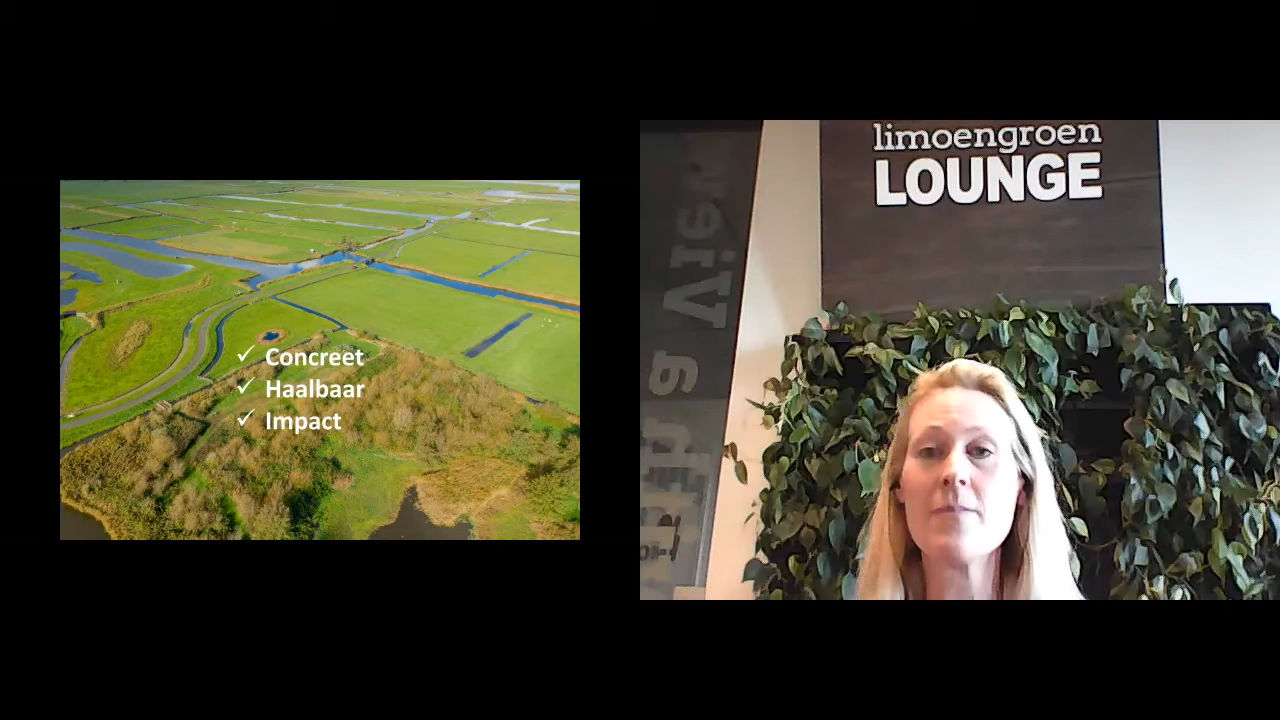 ✓ Concreet
✓ Haalbaar
✓ Impact
limoengroen
LOUNGE